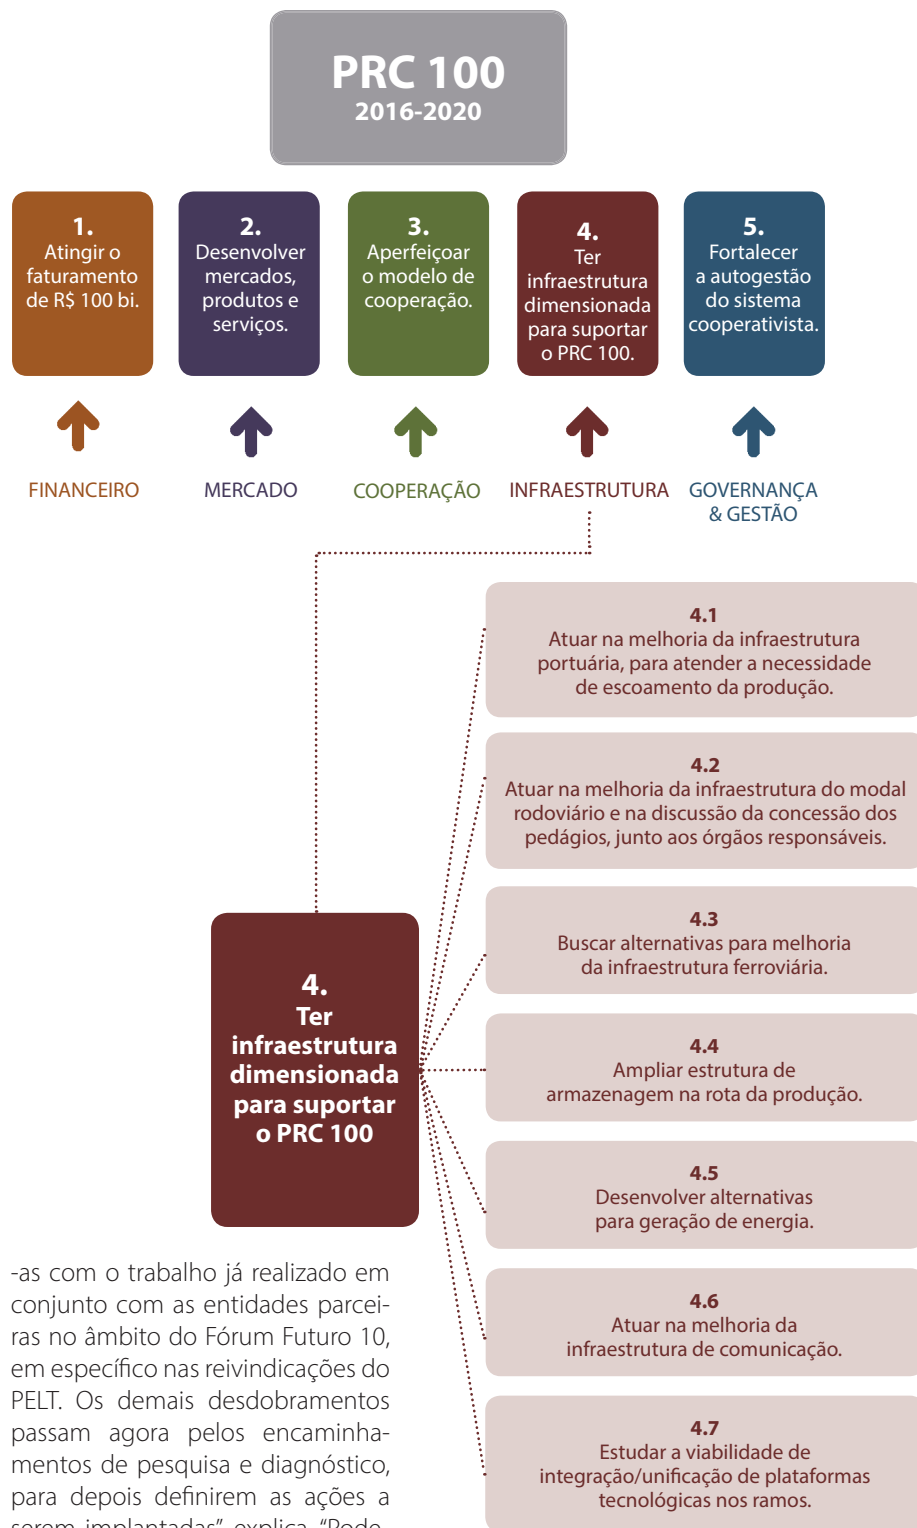 PRC 100
2016-2020
1.
Atingir o
faturamento
de R$ 100 bi.
2.
Desenvolver
mercados,
produtos e
serviços.
3.
Aperfeiçoar
o modelo de
cooperação.
4.
Ter
infraestrutura
dimensionada
para suportar
o PRC 100.
5.
Fortalecer
a autogestão
do sistema
cooperativista.
FINANCEIRO
MERCADO
COOPERAÇÃO
INFRAESTRUTURA
GOVERNANÇA
& GESTÃO
4.
Ter
infraestrutura
dimensionada
para suportar
o PRC 100
4.1
Atuar na melhoria da infraestrutura
portuária, para atender a necessidade
de escoamento da produção.
4.2
Atuar na melhoria da infraestrutura do modal
rodoviário e na discussão da concessão dos
pedágios, junto aos órgãos responsáveis.
4.3
Buscar alternativas para melhoria
da infraestrutura ferroviária.
4.4
Ampliar estrutura de
armazenagem na rota da produção.
4.5
Desenvolver alternativas
para geração de energia.
4.6
Atuar na melhoria da
infraestrutura de comunicação.
4.7
Estudar a viabilidade de
integração/unificação de plataformas
tecnológicas nos ramos.
-as com o trabalho já realizado em
conjunto com as entidades parcei-
ras no âmbito do Fórum Futuro 10,
em específico nas reivindicações do
PELT. Os demais desdobramentos
passam agora pelos encaminha-
mentos de pesquisa e diagnóstico,
para depois definirem as ações a
serem implantadas", explica. "Pode-